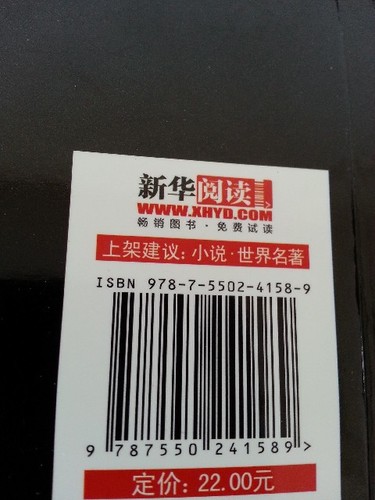 新华阅读
WWW.XHYD.COM
畅销图书·免费试读
上架建议:小说·世界名著
ISBN 978-7-5502-4158-9
9 787550 241589 >
定价:22.00元